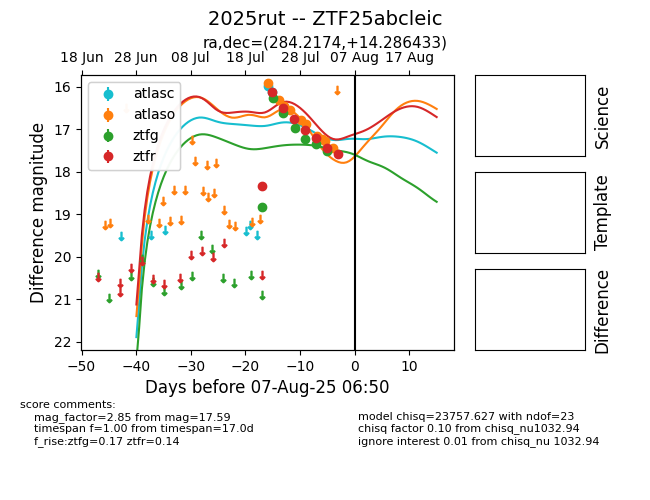 2025rut -- ZTF25abcleic
ra,dec=(284.2174,+14.286433)
18 Jun 28 Jun 08 Jul 18 Jul 28 Jul 07 Aug 17 Aug
atlasc
atlaso
ztfg
ztfr
16
17
18
19
20
21
22
Difference magnitude
−50 −40 −30 −20 −10 0 10
Days before 07-Aug-25 06:50
Science
Template
Difference
score comments:
mag_factor=2.85 from mag=17.59
timespan f=1.00 from timespan=17.0d
f_rise:ztfg=0.17 ztfr=0.14
model chisq=23757.627 with ndof=23
chisq factor 0.10 from chisq_nu1032.94
ignore interest 0.01 from chisq_nu 1032.94